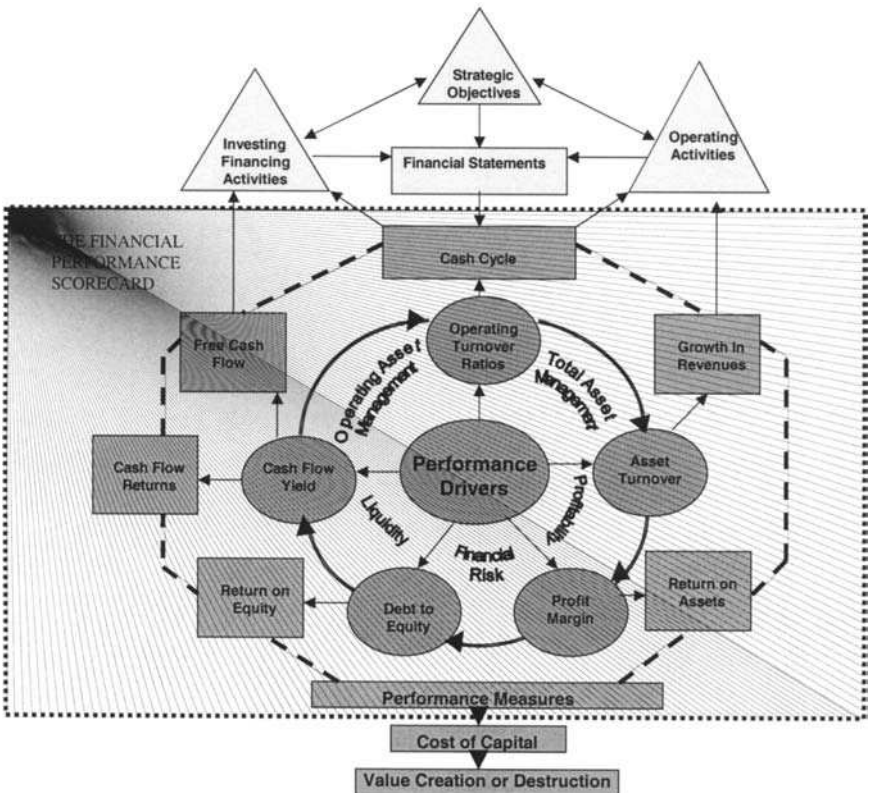 Strategic
Objectives
Investing
Financing
Activities
Financial Statements
Operating
Activities
THE FINANCIAL
PERFORMANCE
SCORECARD
Cash Cycle
Free Cash
Flow
Operating
Turnover
Ratios
Growth In
Revenues
Operating Asset
Management
Total Asset
Management
Cash Flow
Returns
Cash Flow
Yield
Performance
Drivers
Asset
Turnover
Liquidity
Financial
Risk
Profitability
Return on
Equity
Debt to
Equity
Profit
Margin
Return on
Assets
Performance Measures
Cost of Capital
Value Creation or Destruction